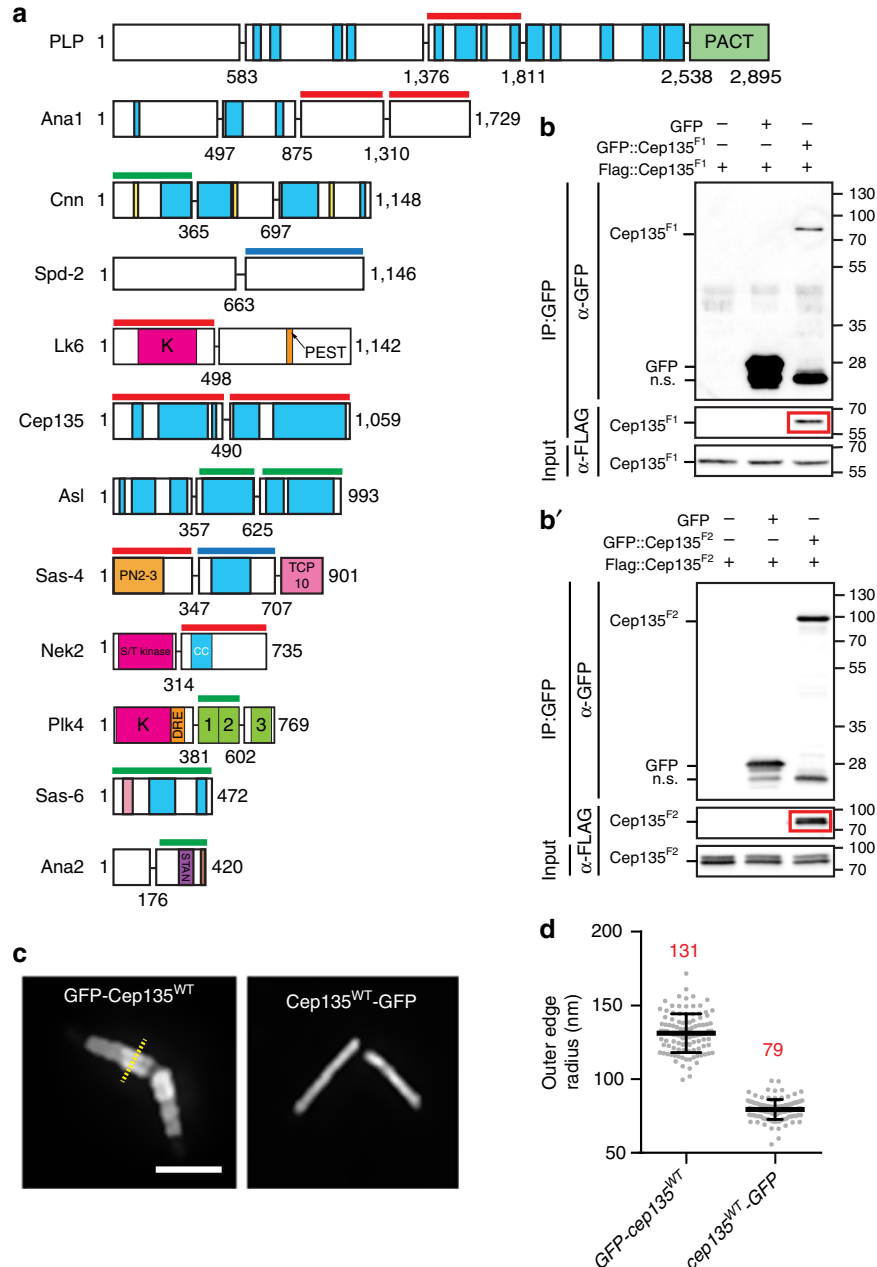 a
PLP 1 PACT
583 1,376 1,811 2,538 2,895
Ana1 1 1,729
497 875 1,310
Cnn 1 1,148
365 697
Spd-2 1 1,146
663
Lk6 1 K PEST 1,142
498
Cep135 1 1,059
490
Asl 1 993
357 625
Sas-4 1 PN2-3 TCP 10 901
347 707
Nek2 1 S/T kinase CC 735
314
Plk4 1 K DRE 1 2 3 769
381 602
Sas-6 1 472
Ana2 1 STAN 420
176
b
GFP – + –
GFP::Cep135F1 – – +
Flag::Cep135F1 + + +
IP:GFP
α-GFP
130
100
Cep135F1
70
55
35
GFP
28
n.s.
α-FLAG
Cep135F1
70
55
Input
Cep135F1
70
55
b′
GFP – + –
GFP::Cep135F2 – – +
Flag::Cep135F2 + + +
IP:GFP
α-GFP
130
Cep135F2
100
70
55
35
GFP
28
n.s.
α-FLAG
Cep135F2
100
70
Input
Cep135F2
100
70
c
GFP-Cep135WT
Cep135WT-GFP
d
Outer edge
radius (nm)
200
150
100
50
131
79
GFP-cep135WT
cep135WT-GFP